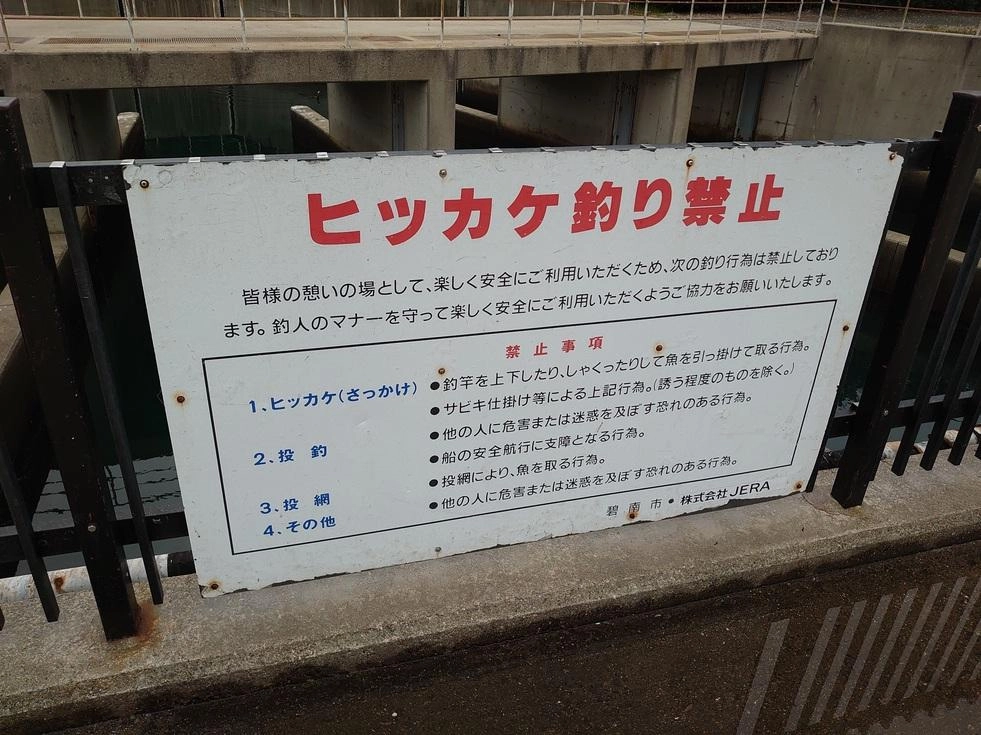 ヒツカケ釣り禁止
皆様の憩いの場として、楽しく安全にご利用いただくため、次の釣り行為は禁止しており
ます。釣人のマナーを守って楽しく安全にご利用いただくようご協力をお願いいたします。
禁止事項
1、ヒッカケ(さっかけ)
●釣竿を上下したり、しゃくったりして魚を引っ掛けて取る行為。
●サビキ仕掛け等による上記行為。(誘う程度のものを除く。)
2、投釣
●他の人に危害または迷惑を及ぼす恐れのある行為。
●船の安全航行に支障となる行為。
3、投網
●投網により、魚を取る行為。
4、その他
●他の人に危害または迷惑を及ぼす恐れのある行為。
碧南市・株式会社JERA